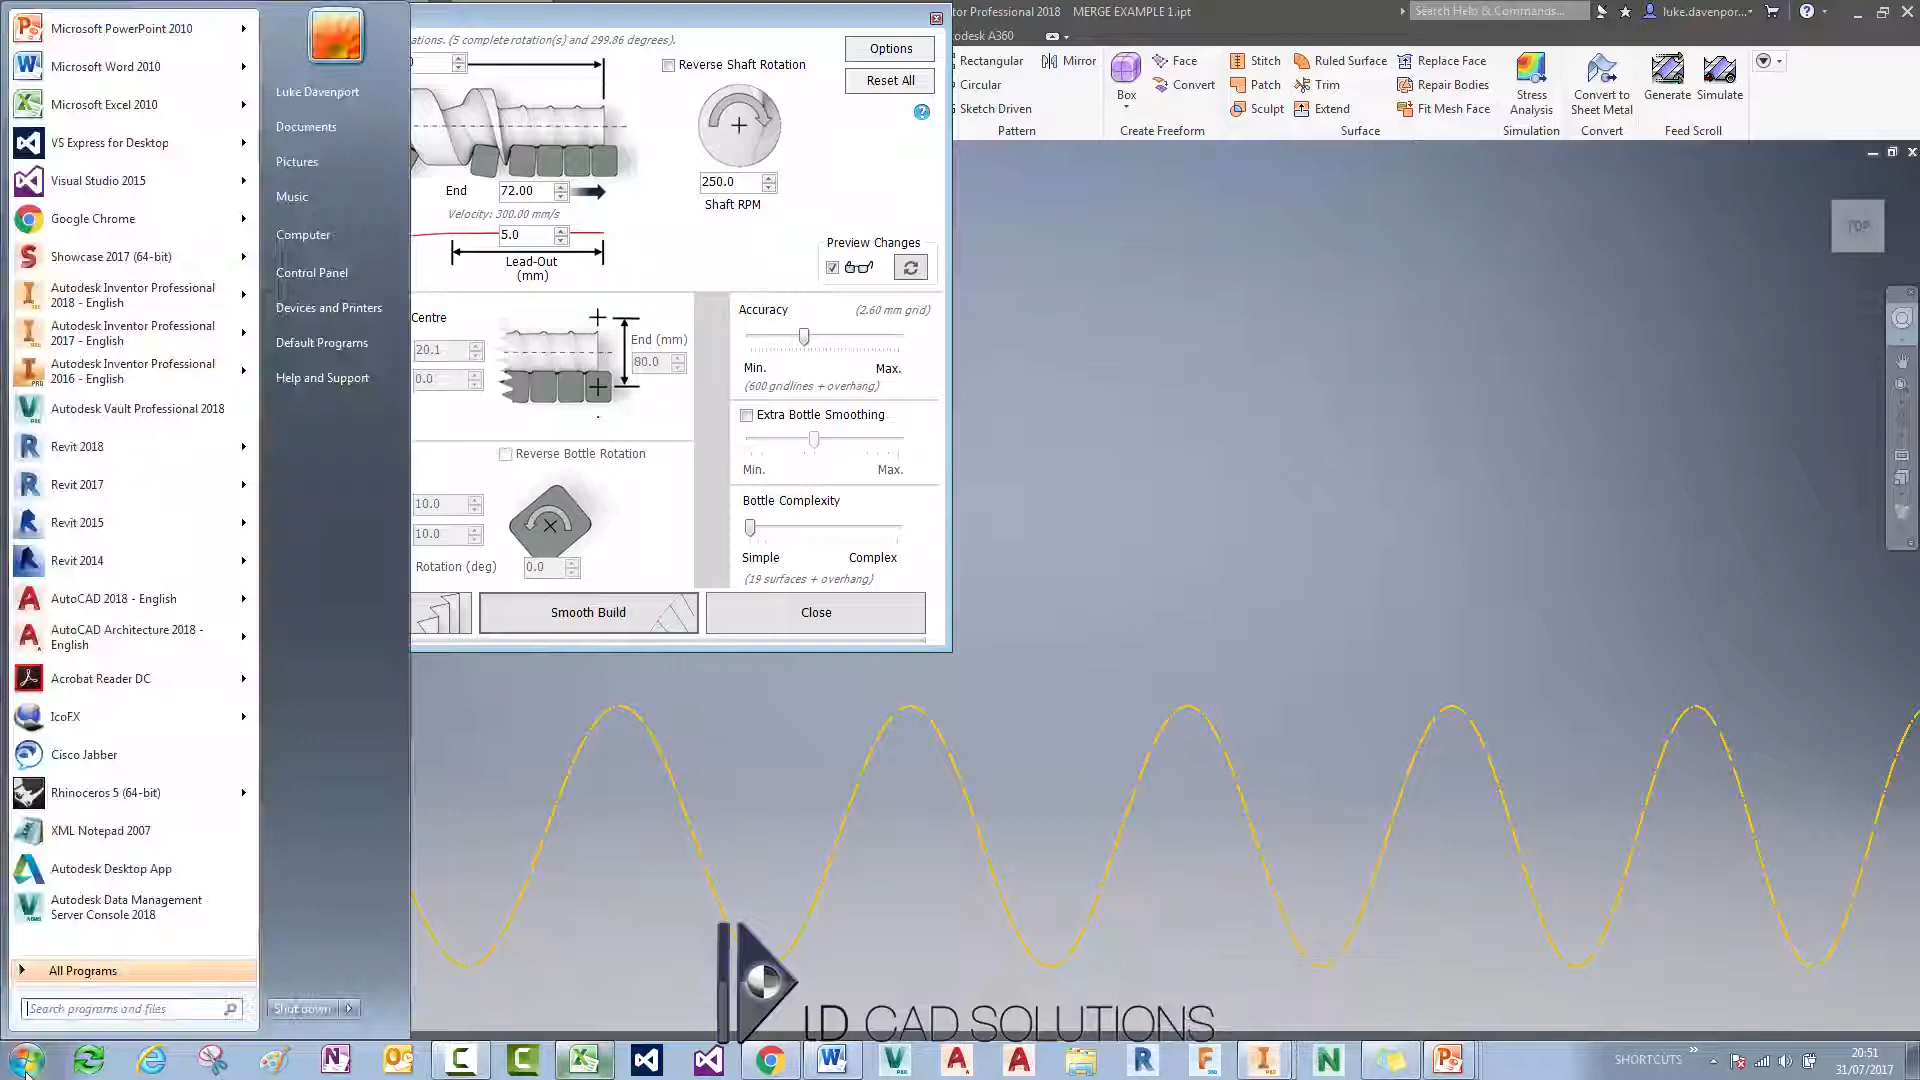 Microsoft PowerPoint 2010
Microsoft Word 2010
Microsoft Excel 2010
VS Express for Desktop
Visual Studio 2015
Google Chrome
Showcase 2017 (64-bit)
Autodesk Inventor Professional
2018 - English
Autodesk Inventor Professional
2017 - English
Autodesk Inventor Professional
2016 - English
Autodesk Vault Professional 2018
Revit 2018
Revit 2017
Revit 2015
Revit 2014
AutoCAD 2018 - English
AutoCAD Architecture 2018 -
English
Acrobat Reader DC
IcoFX
Cisco Jabber
Rhinoceros 5 (64-bit)
XML Notepad 2007
Autodesk Desktop App
Autodesk Data Management
Server Console 2018
All Programs
Search programs and files
Luke Davenport
Documents
Pictures
Music
Computer
Control Panel
Devices and Printers
Default Programs
Help and Support
Shut down
ations. (5 complete rotation(s) and 299.86 degrees).
Reverse Shaft Rotation
Options
Reset All
End
72.00
Velocity: 300.00 mm/s
5.0
Lead-Out
(mm)
250.0
Shaft RPM
Preview Changes
Centre
20.1
0.0
End (mm)
80.0
Accuracy
(2.60 mm grid)
Min.
Max.
(600 gridlines + overhang)
Extra Bottle Smoothing
Min.
Max.
Reverse Bottle Rotation
10.0
10.0
Rotation (deg)
0.0
Bottle Complexity
Simple
Complex
(19 surfaces + overhang)
Smooth Build
Close
tor Professional 2018 MERGE EXAMPLE 1.ipt
Search Help & Commands...
luke.davenpor...
odesk A360
Rectangular
Mirror
Circular
Sketch Driven
Pattern
Box
Face
Convert
Create Freeform
Stitch
Ruled Surface
Replace Face
Patch
Trim
Repair Bodies
Sculpt
Extend
Fit Mesh Face
Surface
Stress
Analysis
Simulation
Convert to
Sheet Metal
Convert
Generate
Simulate
Feed Scroll
TOP
LD CAD SOLUTIONS
SHORTCUTS
20:51
31/07/2017